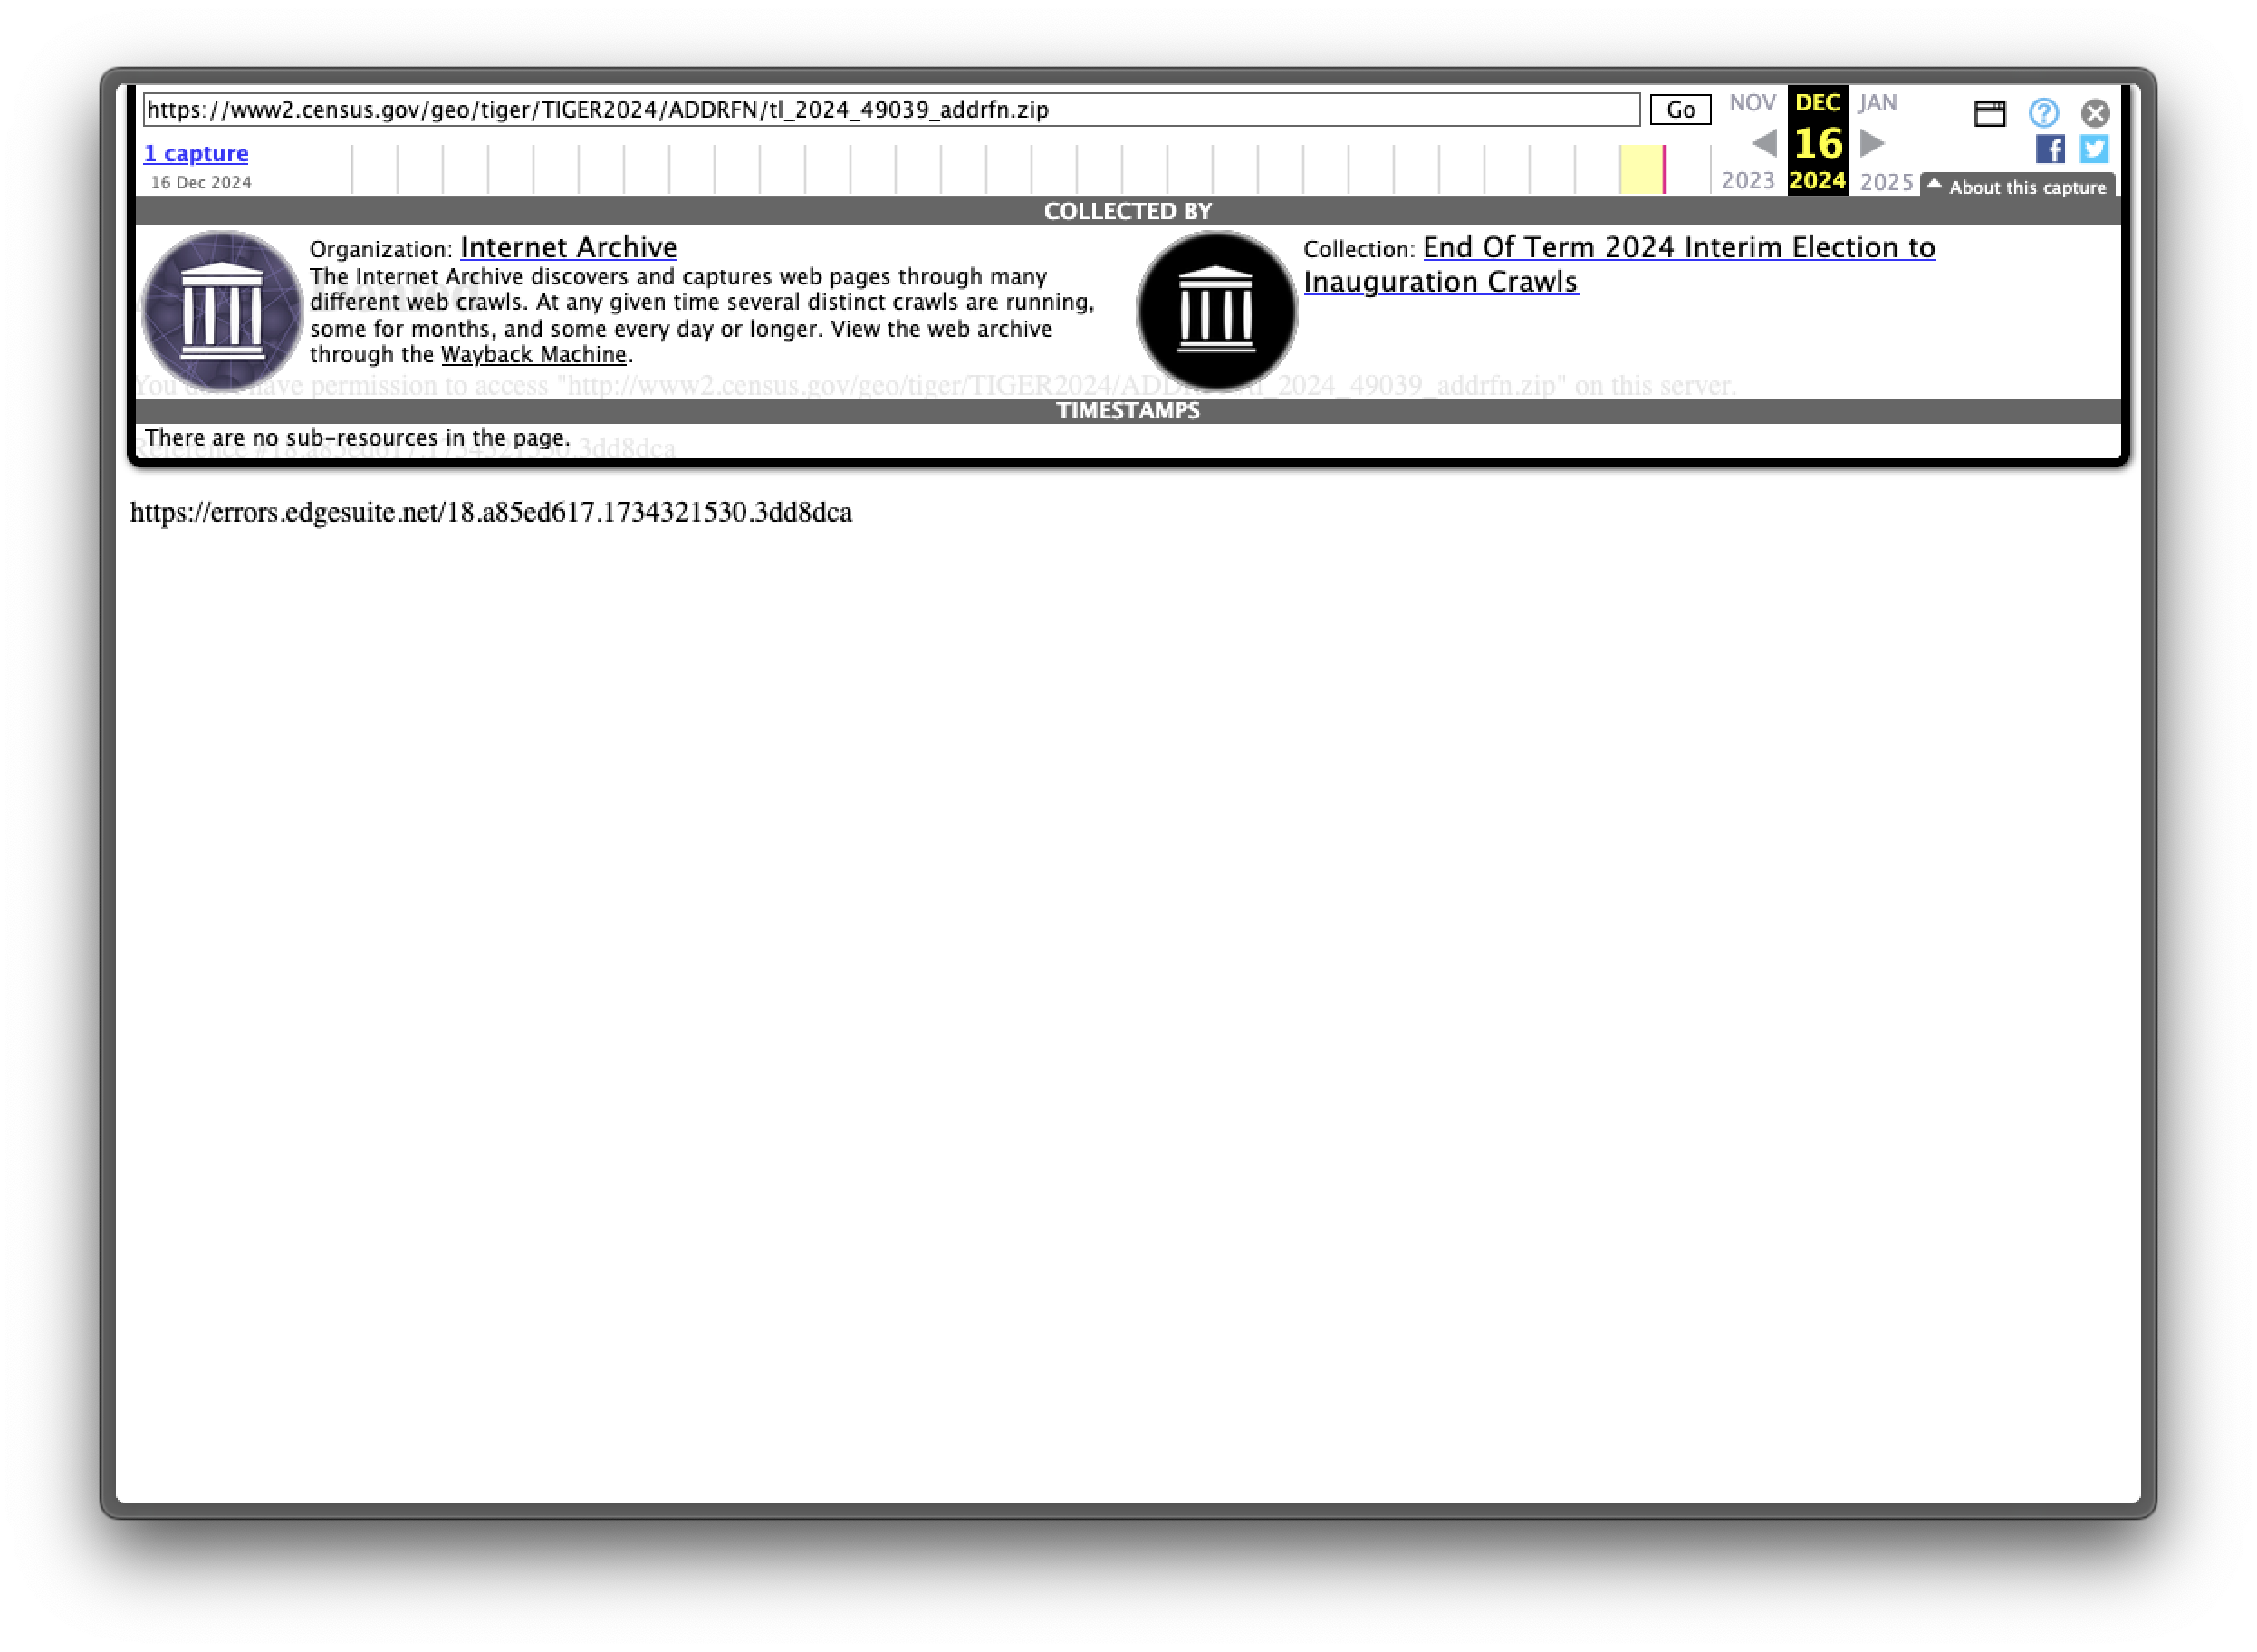 https://www2.census.gov/geo/tiger/TIGER2024/ADDRFN/tl_2024_49039_addrfn.zip
Go
NOV DEC JAN
16
2023 2024 2025
1 capture
16 Dec 2024
About this capture
COLLECTED BY
Organization: Internet Archive
The Internet Archive discovers and captures web pages through many
different web crawls. At any given time several distinct crawls are running,
some for months, and some every day or longer. View the web archive
through the Wayback Machine.
Collection: End Of Term 2024 Interim Election to
Inauguration Crawls
Denied
You don't have permission to access "http://www2.census.gov/geo/tiger/TIGER2024/ADDRFN/tl_2024_49039_addrfn.zip" on this server.
TIMESTAMPS
There are no sub-resources in the page.
Reference #18.a85ed617.1734321530.3dd8dca
https://errors.edgesuite.net/18.a85ed617.1734321530.3dd8dca